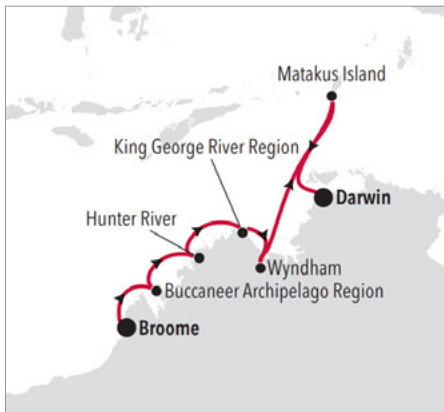 Matakus Island
King George River Region
Darwin
Hunter River
Wyndham
Buccaneer Archipelago Region
Broome